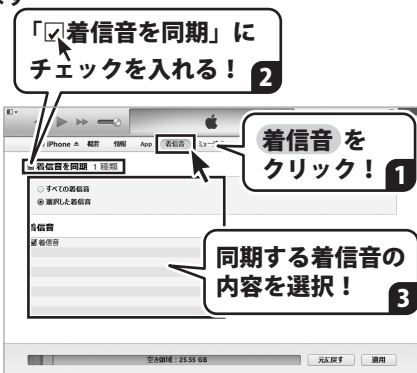 「☑着信音を同期」に
チェックを入れる！ 2
iPhone 概要 情報 App 着信音
着信音を
クリック！ 1
着信音を同期 1 種類
すべての着信音
選択した着信音
着信音
着信音
同期する着信音の
内容を選択！ 3
空き領域：25.55 GB
元に戻す 適用